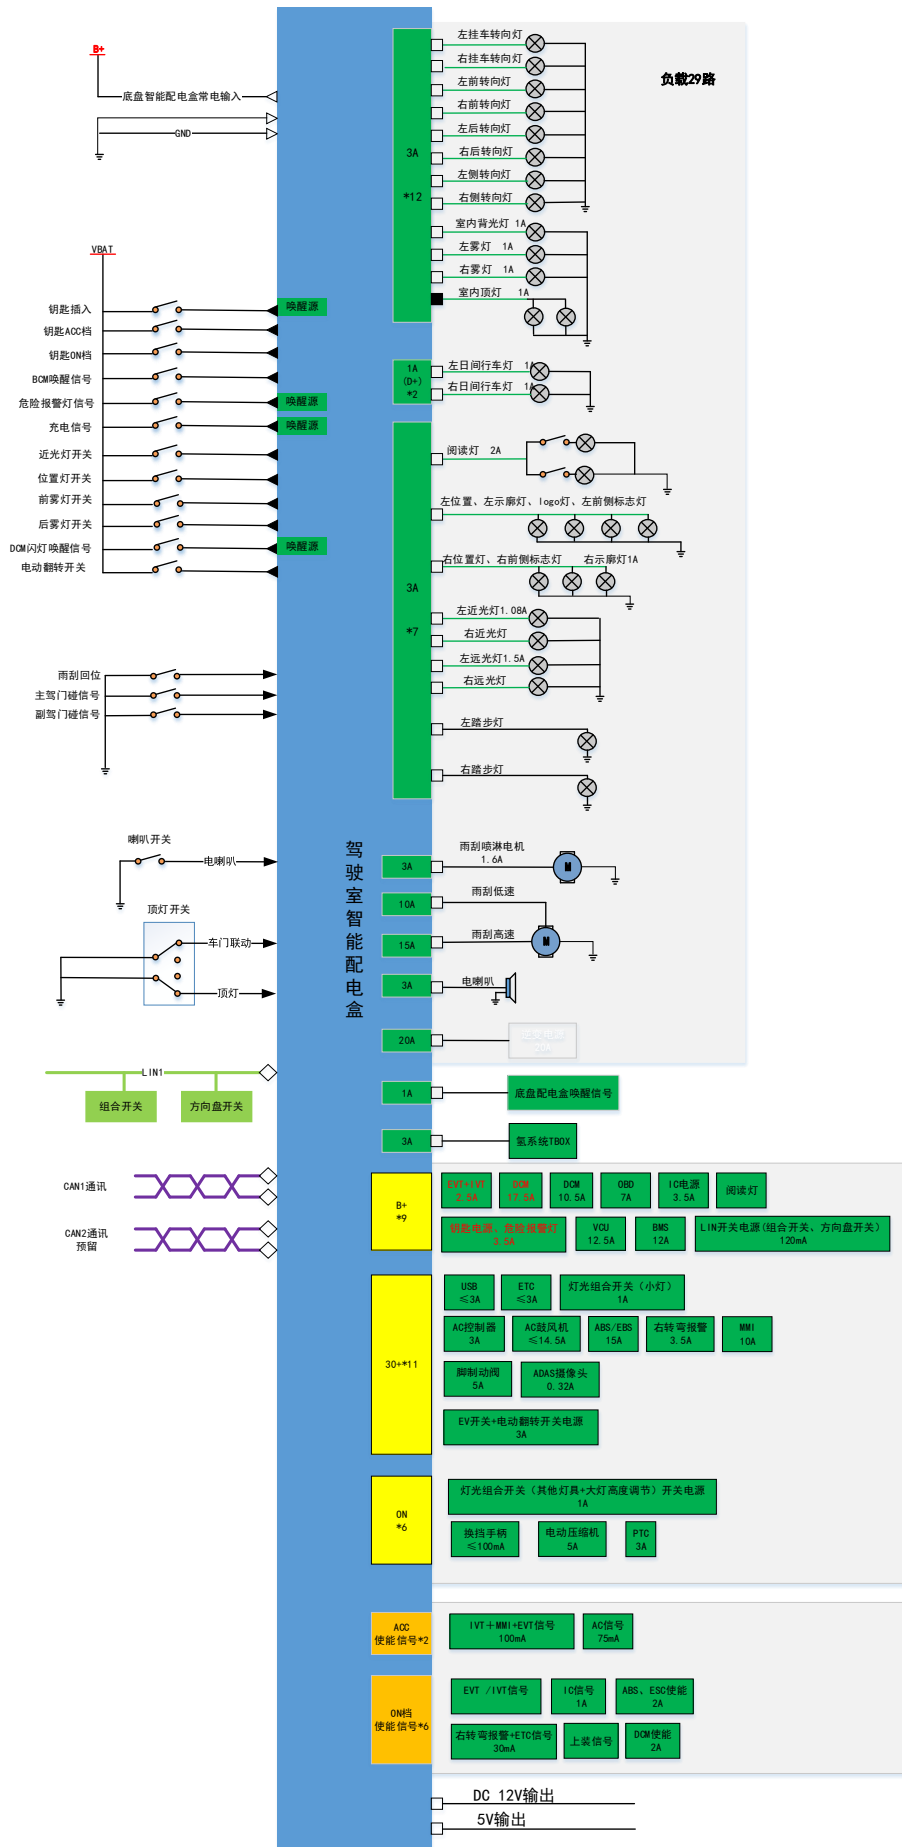 B+
底盘智能配电盒常电输入
GND
VBAT
钥匙插入
钥匙ACC档
钥匙ON档
BCM唤醒信号
危险报警灯信号
充电信号
近光灯开关
位置灯开关
前雾灯开关
后雾灯开关
DCM闪灯唤醒信号
电动翻转开关
唤醒源
唤醒源
唤醒源
唤醒源
雨刮回位
主驾门碰信号
副驾门碰信号
喇叭开关
电喇叭
顶灯开关
车门联动
顶灯
LIN1
组合开关
方向盘开关
CAN1通讯
CAN2通讯
预留
驾驶室智能配电盒
负载29路
3A
*12
左挂车转向灯
右挂车转向灯
左前转向灯
右前转向灯
左后转向灯
右后转向灯
左侧转向灯
右侧转向灯
室内背光灯 1A
左雾灯 1A
右雾灯 1A
室内顶灯 1A
1A
(D+)
*2
左日间行车灯 1A
右日间行车灯 1A
3A
*7
阅读灯 2A
左位置、左示廓灯、logo灯、左前侧标志灯
右位置灯、右前侧标志灯 右示廓灯1A
左近光灯1.08A
右近光灯
左远光灯1.5A
右远光灯
左踏步灯
右踏步灯
3A
雨刮喷淋电机
1.6A
M
10A
雨刮低速
15A
雨刮高速
M
3A
电喇叭
20A
20A
1A
底盘配电盒唤醒信号
3A
氢系统TBOX
B+
*9
EVT+IVT
2.5A
DCM
17.5A
DCM
10.5A
OBD
7A
IC电源
3.5A
阅读灯
钥匙电源、危险报警灯
3.5A
VCU
12.5A
BMS
12A
LIN开关电源(组合开关、方向盘开关)
120mA
30+*11
USB
≤3A
ETC
≤3A
灯光组合开关（小灯）
1A
AC控制器
3A
AC鼓风机
≤14.5A
ABS/EBS
15A
右转弯报警
3.5A
MMI
10A
脚制动阀
5A
ADAS摄像头
0.32A
EV开关+电动翻转开关电源
3A
ON
*6
灯光组合开关（其他灯具+大灯高度调节）开关电源
1A
换挡手柄
≤100mA
电动压缩机
5A
PTC
3A
ACC
使能信号*2
IVT＋MMI+EVT信号
100mA
AC信号
75mA
ON档
使能信号*6
EVT /IVT信号
IC信号
1A
ABS、ESC使能
2A
右转弯报警+ETC信号
30mA
上装信号
DCM使能
2A
DC 12V输出
5V输出